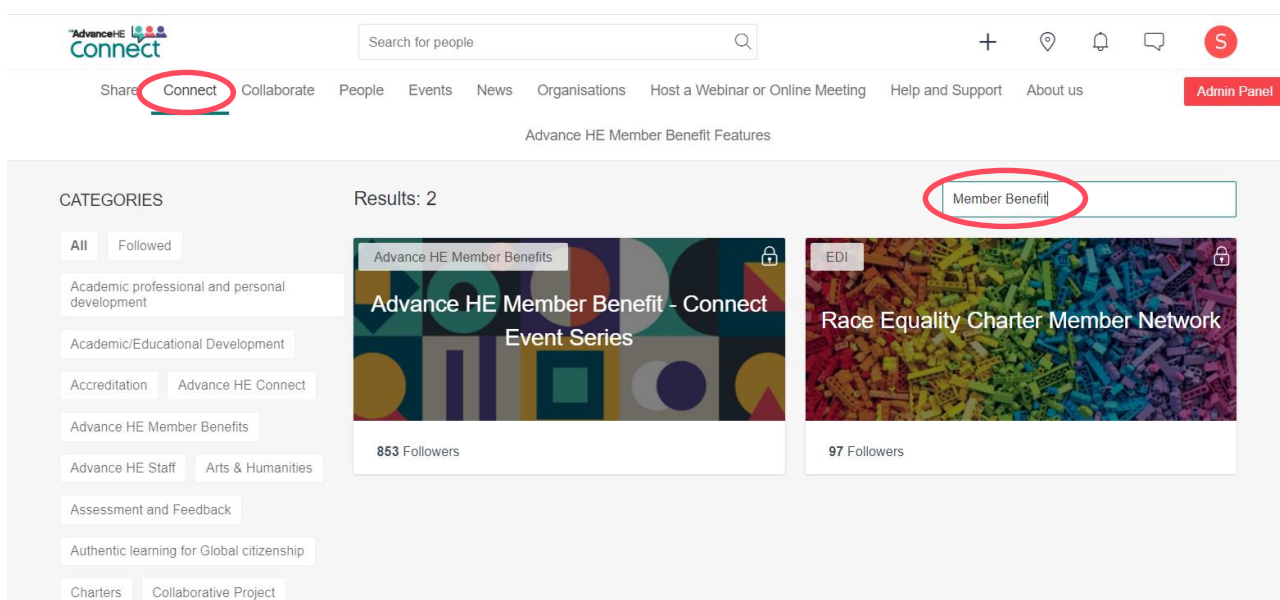 AdvanceHE
Connect
Search for people
S
Share Connect Collaborate People Events News Organisations Host a Webinar or Online Meeting Help and Support About us
Admin Panel
Advance HE Member Benefit Features
CATEGORIES
Results: 2
Member Benefit
All Followed
Academic professional and personal
development
Academic/Educational Development
Accreditation Advance HE Connect
Advance HE Member Benefits
Advance HE Staff Arts & Humanities
Assessment and Feedback
Authentic learning for Global citizenship
Charters Collaborative Project
Advance HE Member Benefits
Advance HE Member Benefit - Connect
Event Series
853 Followers
EDI
Race Equality Charter Member Network
97 Followers